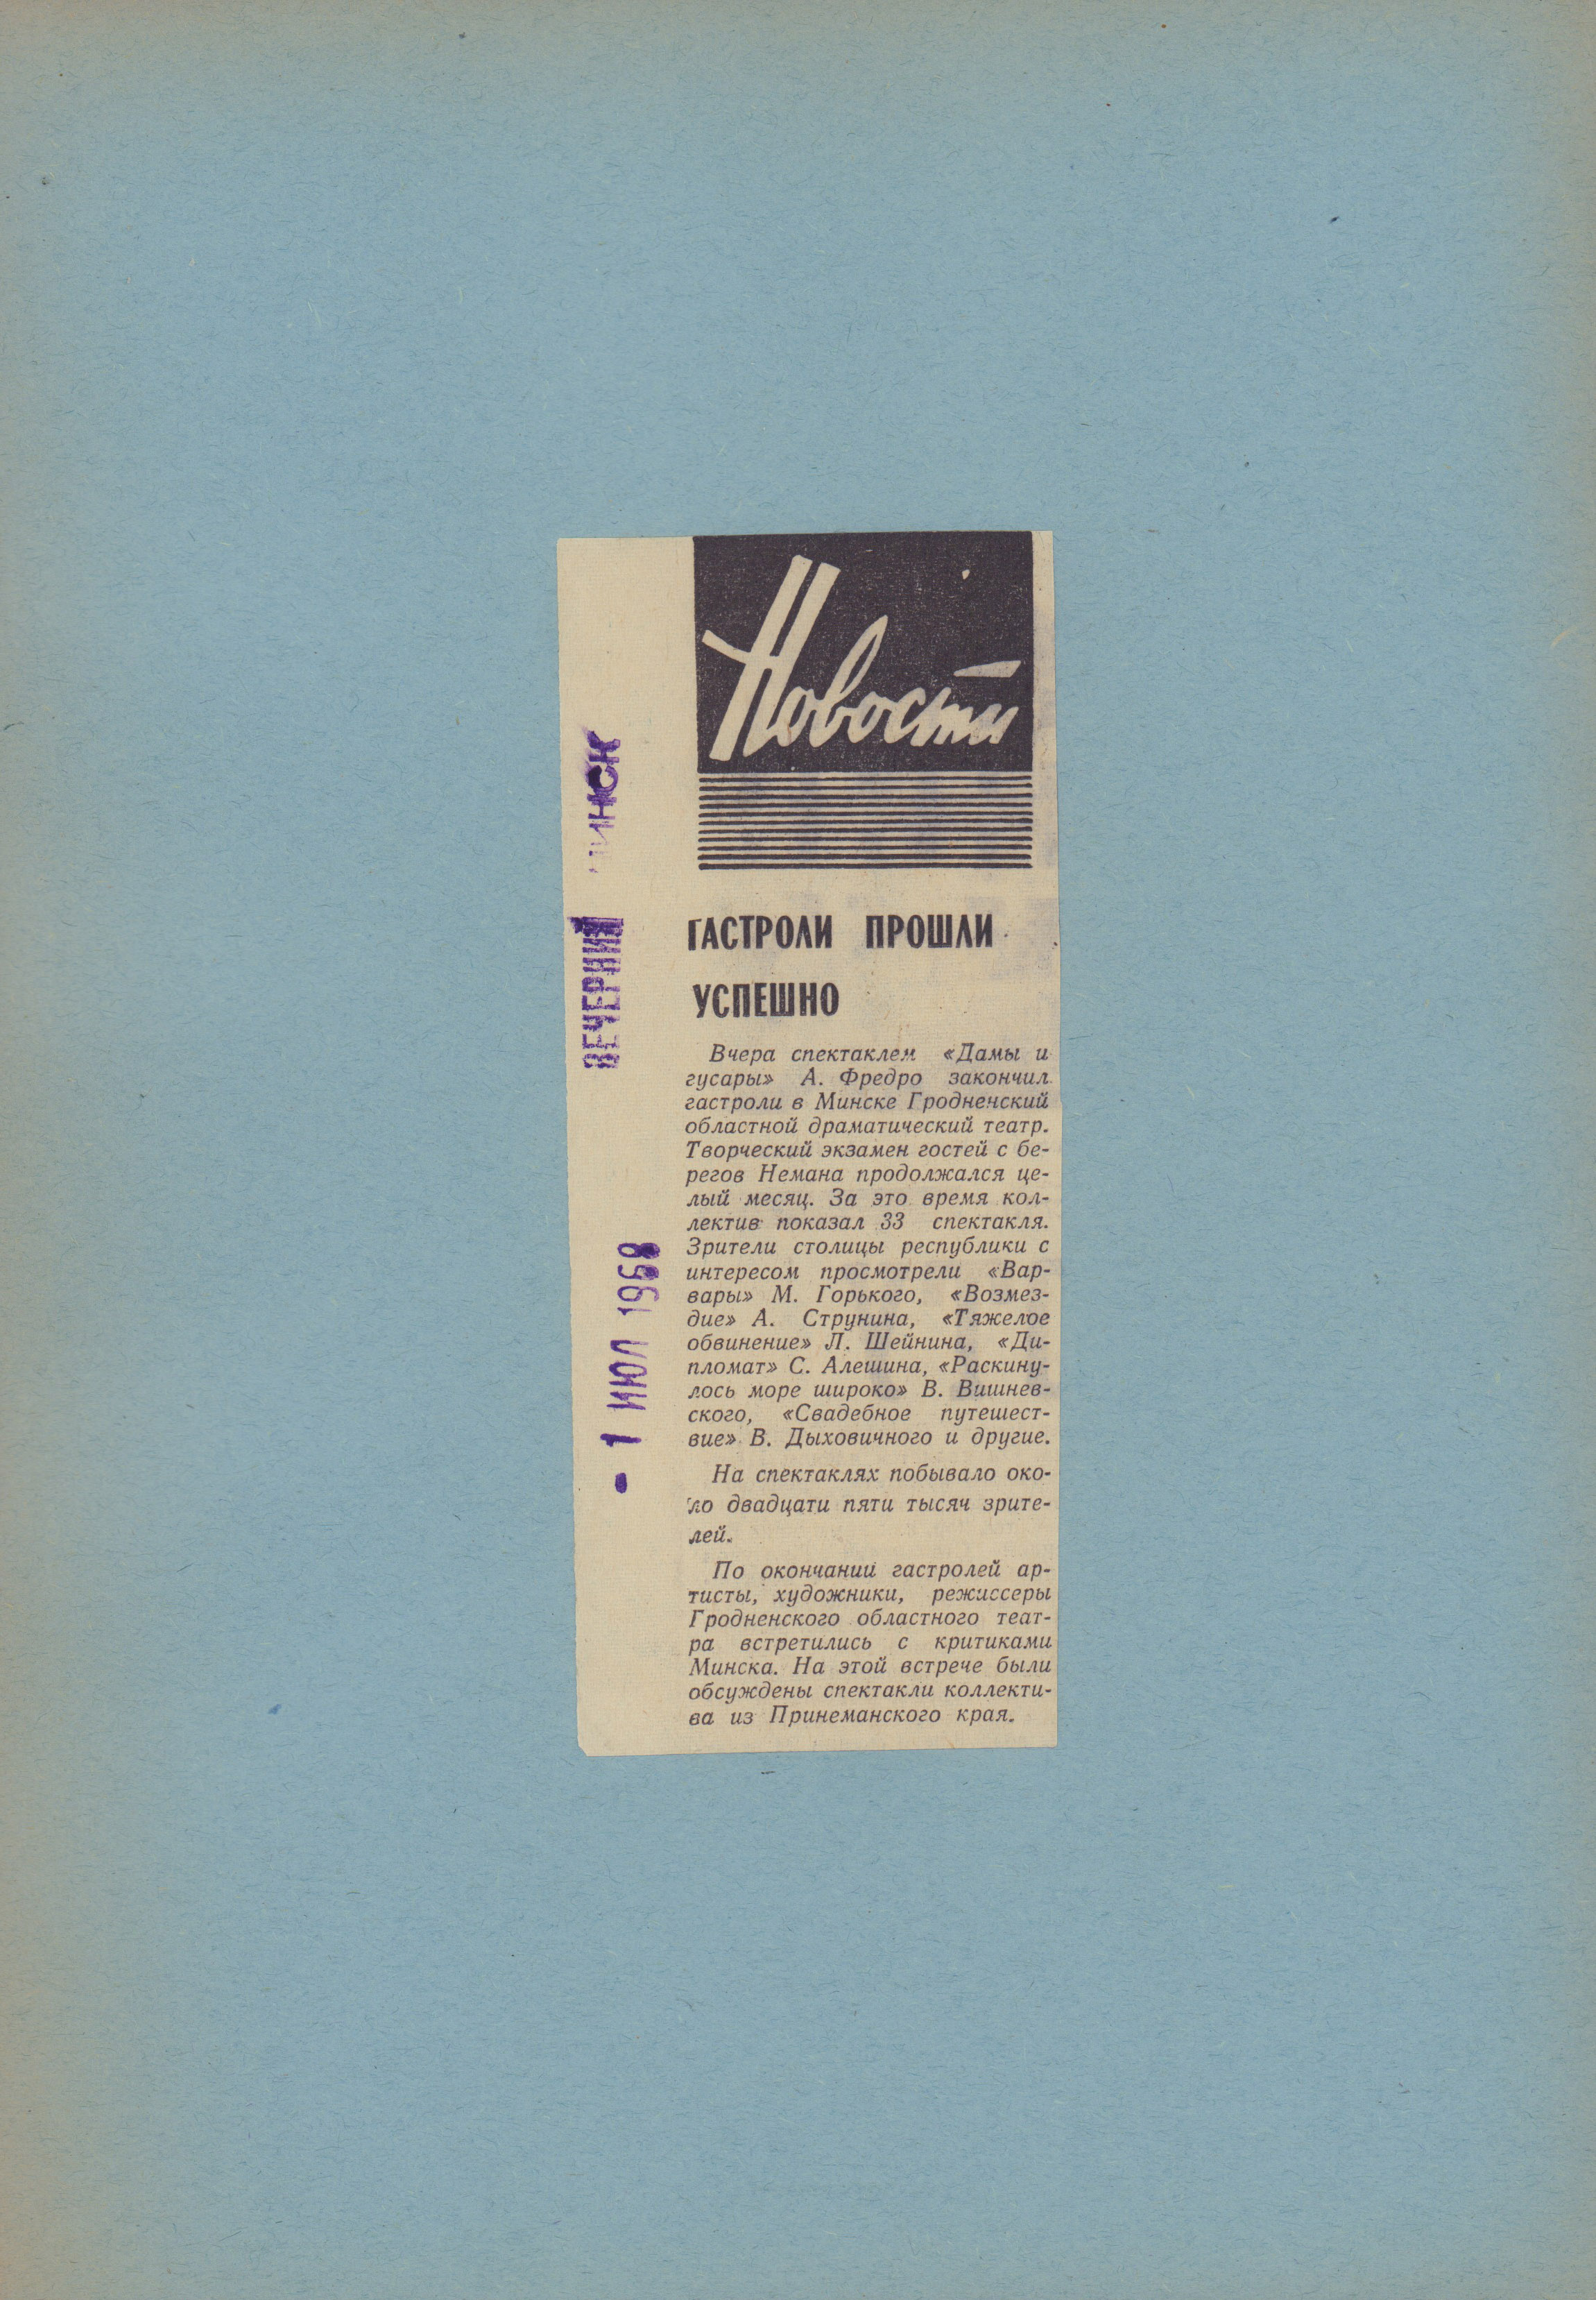 Новости
ГАСТРОЛИ ПРОШЛИ
УСПЕШНО
Вчера спектаклем «Дамы и
гусары» А. Фредро закончил
гастроли в Минске Гродненский
областной драматический театр.
Творческий экзамен гостей с бе-
регов Немана продолжался це-
лый месяц. За это время кол-
лектив показал 33 спектакля.
Зрители столицы республики с
интересом просмотрели «Вар-
вары» М. Горького, «Возмез-
дие» А. Струнина, «Тяжелое
обвинение» Л. Шейнина, «Ди-
пломат» С. Алешина, «Раскину-
лось море широко» В. Вишнев-
ского, «Свадебное путешест-
вие» В. Дыховичного и другие.
На спектаклях побывало око-
ло двадцати пяти тысяч зрите-
лей.
По окончании гастролей ар-
тисты, художники, режиссеры
Гродненского областного теат-
ра встретились с критиками
Минска. На этой встрече были
обсуждены спектакли коллекти-
ва из Принеманского края.
ВЕЧЕРНИЙ
- 1 ИЮЛ 1968